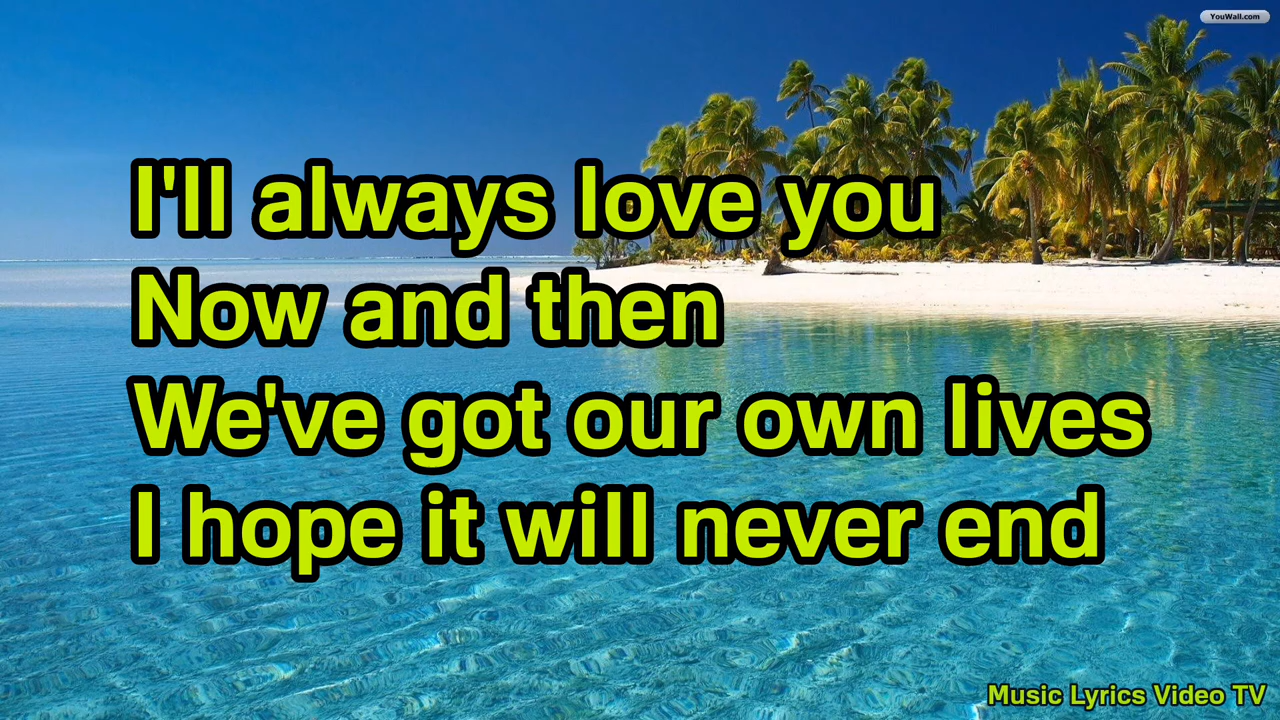 YouWall.com
I'll always love you
Now and then
We've got our own lives
I hope it will never end
Music Lyrics Video TV